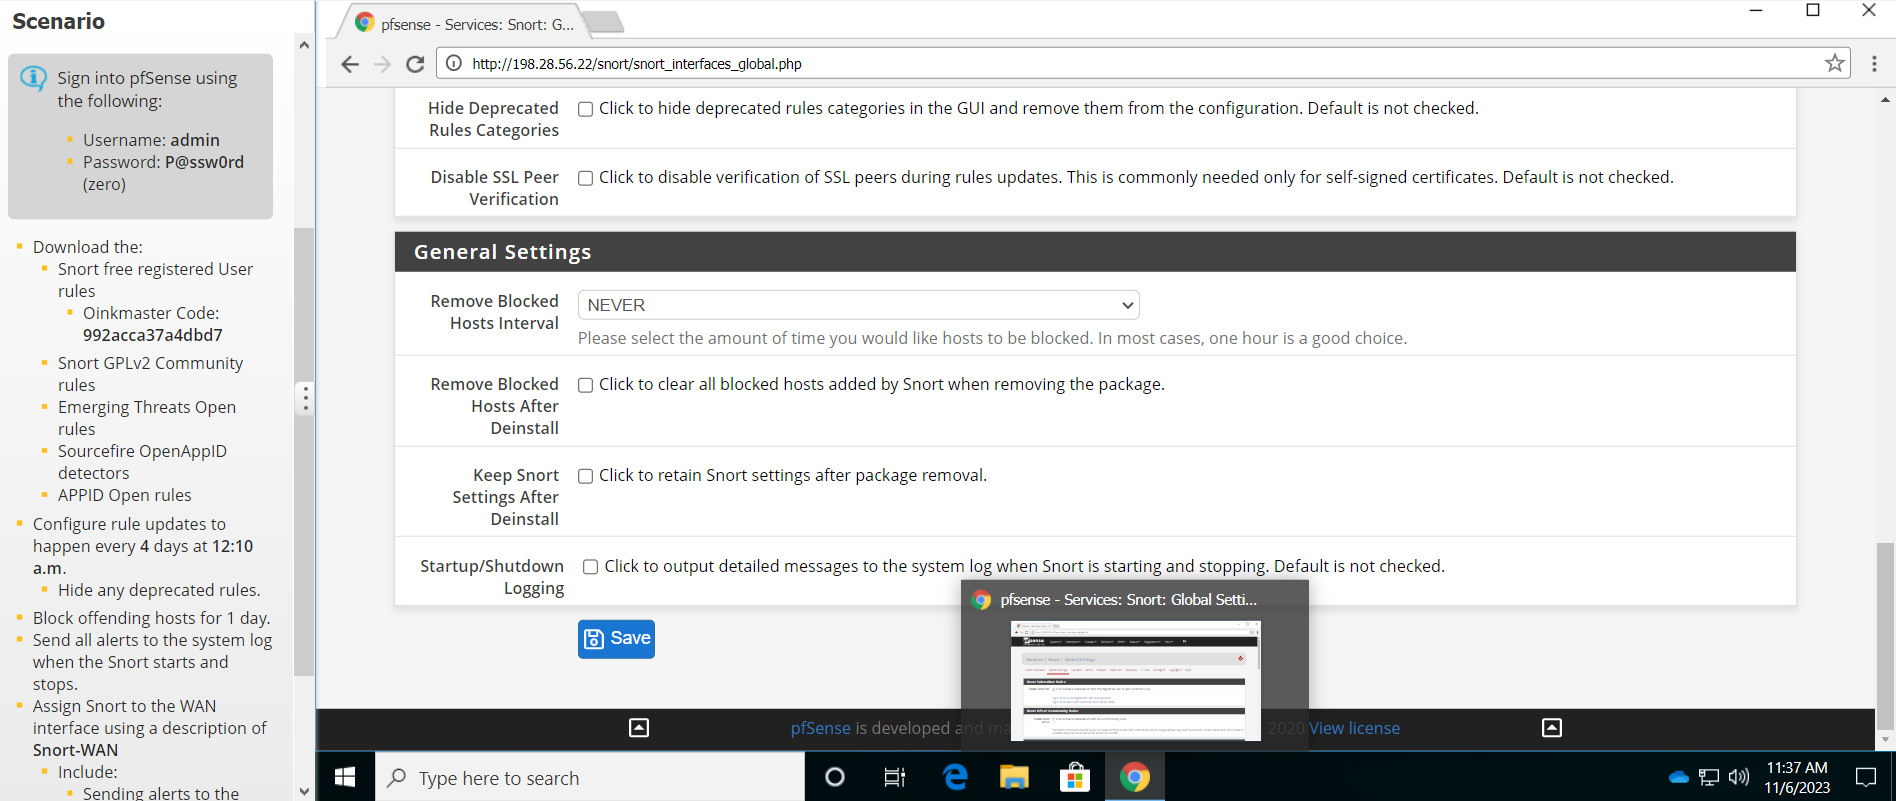 Scenario
Sign into pfSense using
the following:
Username: admin
Password: P@ssw0rd
(zero)
Download the:
Snort free registered User
rules
Oinkmaster Code:
992acca37a4dbd7
Snort GPLv2 Community
rules
Emerging Threats Open
rules
Sourcefire OpenAppID
detectors
APPID Open rules
Configure rule updates to
happen every 4 days at 12:10
a.m.
Hide any deprecated rules.
Block offending hosts for 1 day.
Send all alerts to the system log
when the Snort starts and
stops.
Assign Snort to the WAN
interface using a description of
Snort-WAN
Include:
Sending alerts to the
pfsense - Services: Snort: G...
http://198.28.56.22/snort/snort_interfaces_global.php
Hide Deprecated
Rules Categories
Click to hide deprecated rules categories in the GUI and remove them from the configuration. Default is not checked.
Disable SSL Peer
Verification
Click to disable verification of SSL peers during rules updates. This is commonly needed only for self-signed certificates. Default is not checked.
General Settings
Remove Blocked
Hosts Interval
NEVER
Please select the amount of time you would like hosts to be blocked. In most cases, one hour is a good choice.
Remove Blocked
Hosts After
Deinstall
Click to clear all blocked hosts added by Snort when removing the package.
Keep Snort
Settings After
Deinstall
Click to retain Snort settings after package removal.
Startup/Shutdown
Logging
Click to output detailed messages to the system log when Snort is starting and stopping. Default is not checked.
Save
pfsense - Services: Snort: Global Setti...
pfSense is developed and ma 2020 View license
Type here to search
11:37 AM
11/6/2023